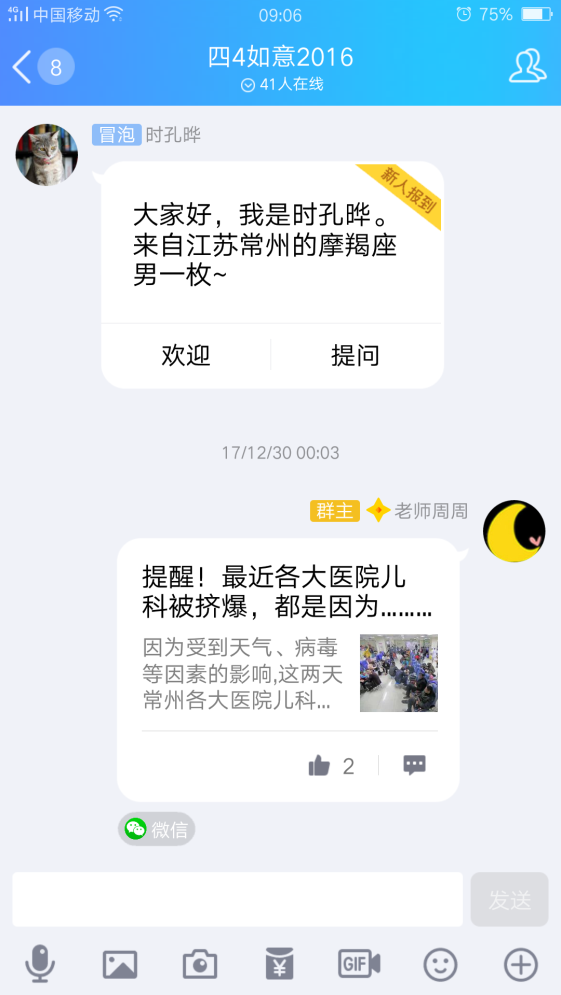 4G 中国移动 09:06 75%
8 四4如意2016
41人在线
冒泡 时孔晔
新人报到
大家好，我是时孔晔。
来自江苏常州的摩羯座
男一枚~
欢迎 提问
17/12/30 00:03
群主 老师周周
提醒！最近各大医院儿
科被挤爆，都是因为………
因为受到天气、病毒
等因素的影响,这两天
常州各大医院儿科...
2
微信
发送
GIF